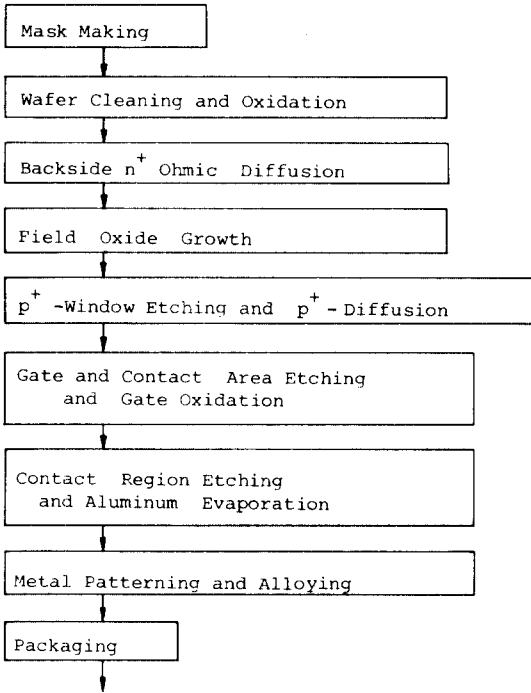 Mask Making
Wafer Cleaning and Oxidation
Backside n+ Ohmic Diffusion
Field Oxide Growth
p+ -Window Etching and p+ - Diffusion
Gate and Contact Area Etching
and Gate Oxidation
Contact Region Etching
and Aluminum Evaporation
Metal Patterning and Alloying
Packaging